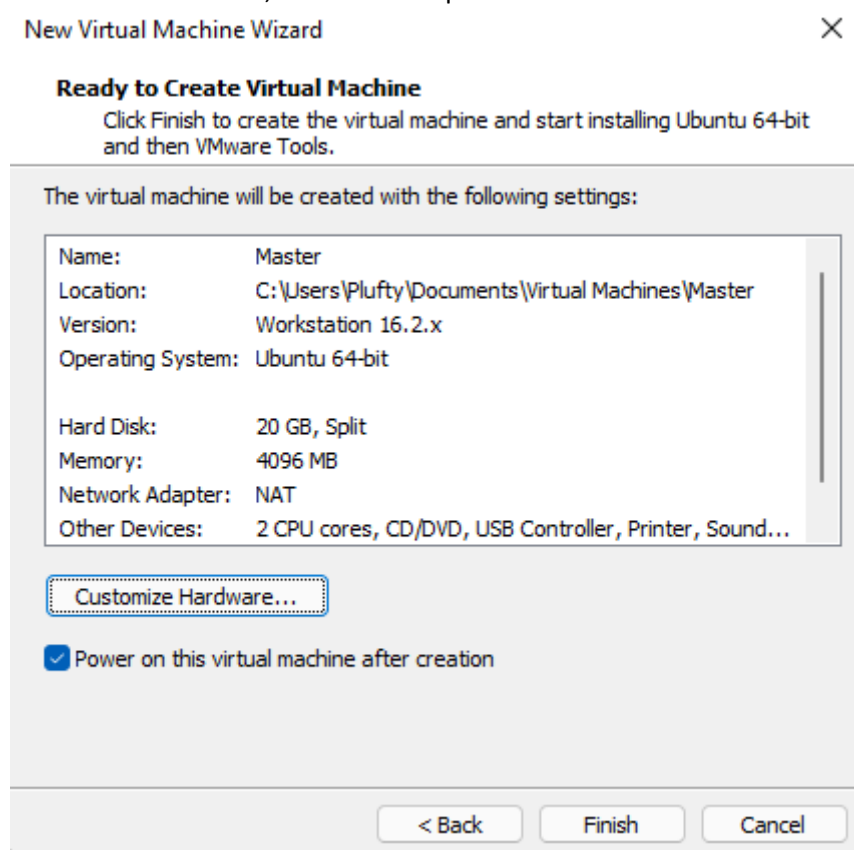 New Virtual Machine Wizard
Ready to Create Virtual Machine
Click Finish to create the virtual machine and start installing Ubuntu 64-bit
and then VMware Tools.
The virtual machine will be created with the following settings:
Name: Master
Location: C:\Users\Plufty\Documents\Virtual Machines\Master
Version: Workstation 16.2.x
Operating System: Ubuntu 64-bit
Hard Disk: 20 GB, Split
Memory: 4096 MB
Network Adapter: NAT
Other Devices: 2 CPU cores, CD/DVD, USB Controller, Printer, Sound...
Customize Hardware...
Power on this virtual machine after creation
< Back Finish Cancel